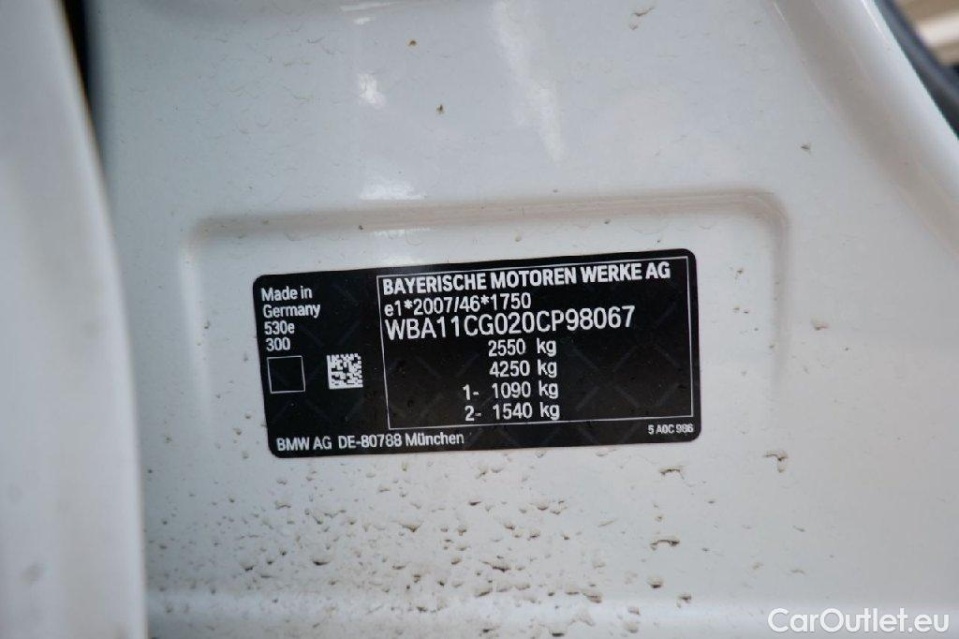 Made in
Germany
530e
300
BAYERISCHE MOTOREN WERKE AG
e1*2007/46*1750
WBA11CG020CP98067
2550 kg
4250 kg
1- 1090 kg
2- 1540 kg
BMW AG DE-80788 München
5 A0C 986
CarOutlet.eu